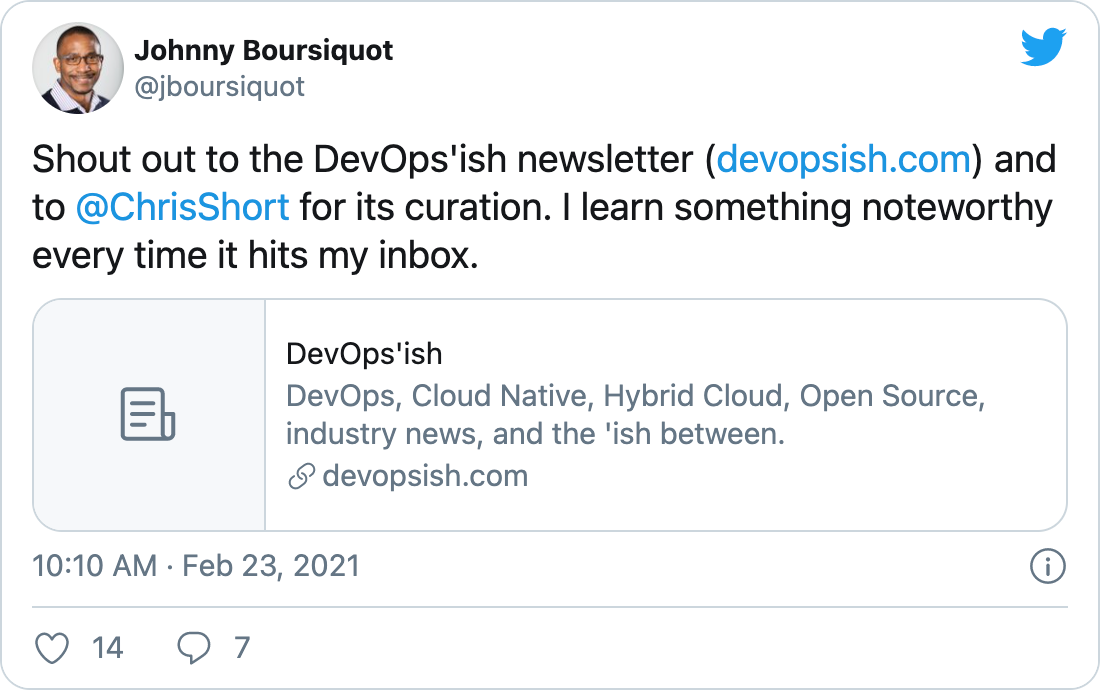 Johnny Boursiquot
@jboursiquot
Shout out to the DevOps'ish newsletter (devopsish.com) and
to @ChrisShort for its curation. I learn something noteworthy
every time it hits my inbox.
DevOps'ish
DevOps, Cloud Native, Hybrid Cloud, Open Source,
industry news, and the 'ish between.
devopsish.com
10:10 AM · Feb 23, 2021
14 7